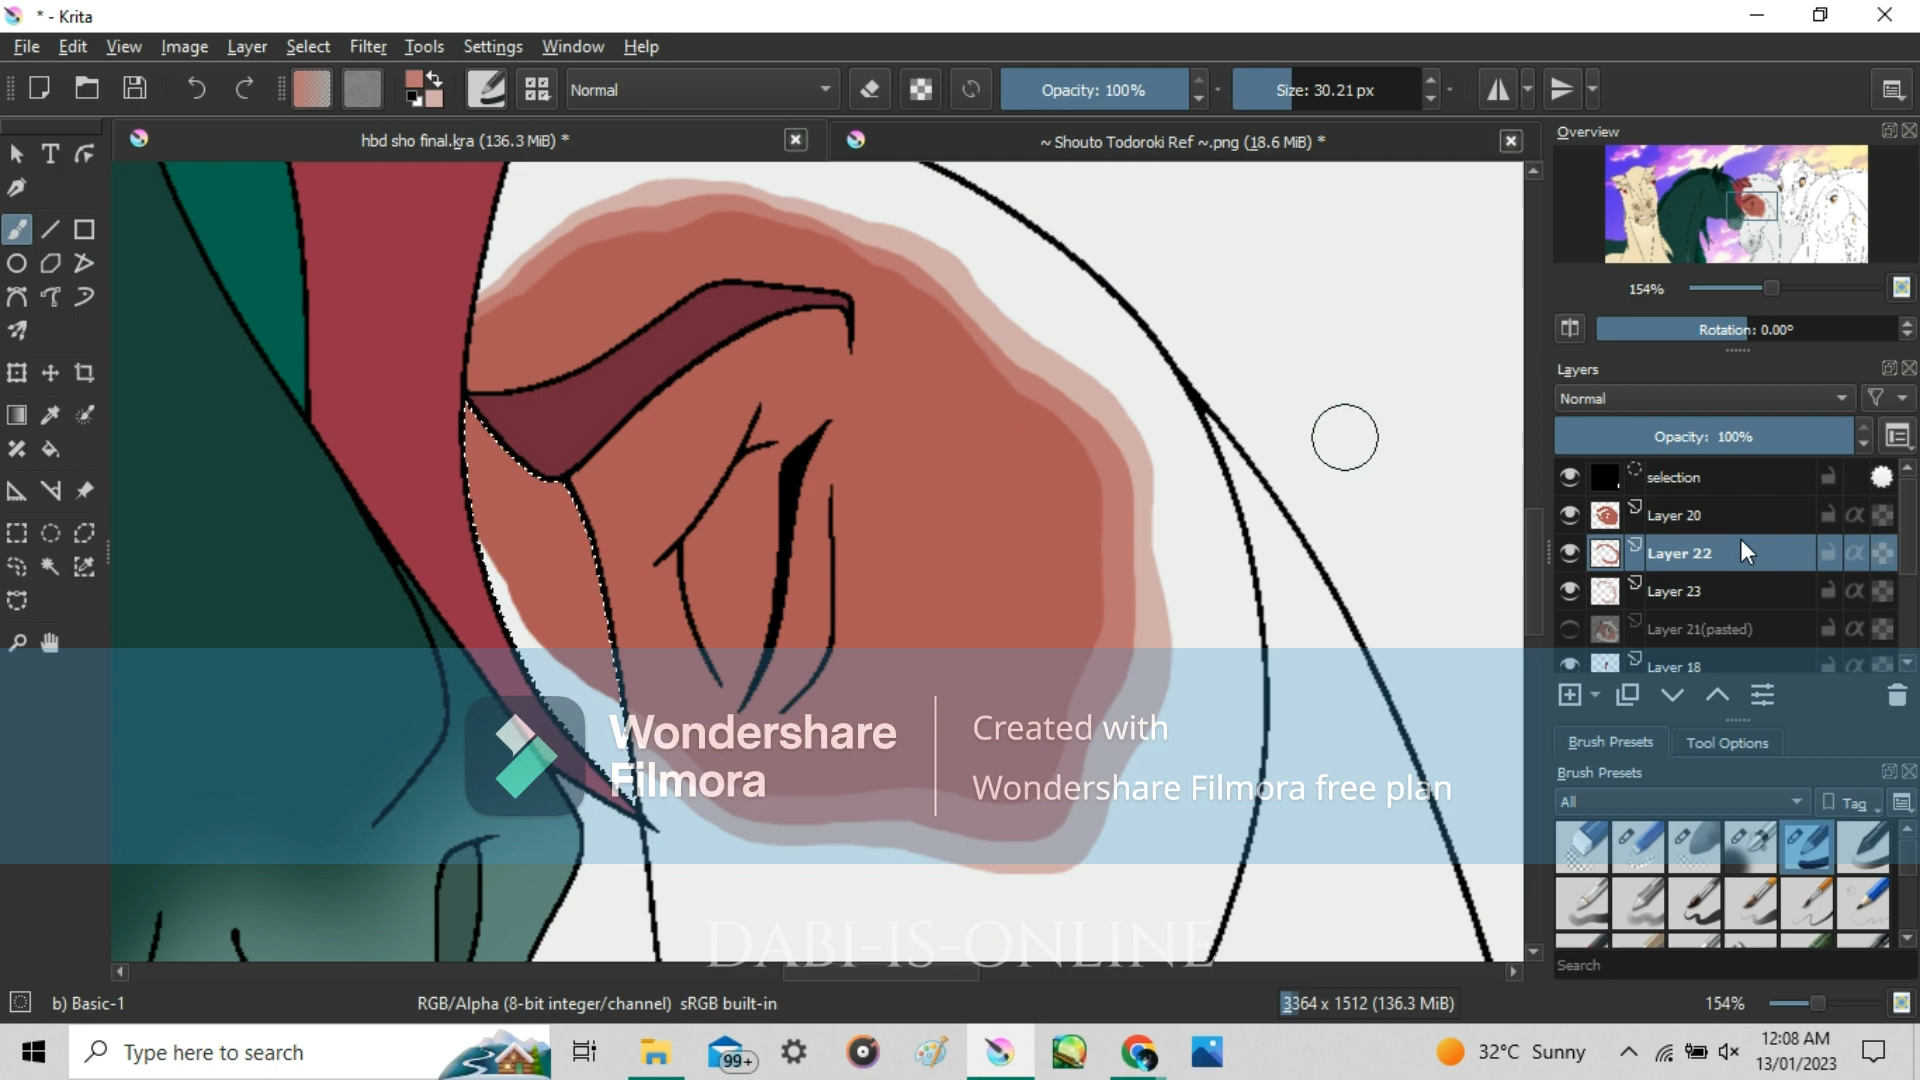 * - Krita
File Edit View Image Layer Select Filter Tools Settings Window Help
Normal
Opacity: 100%
Size: 30.21 px
hbd sho final.kra (136.3 MiB) *
~ Shouto Todoroki Ref ~.png (18.6 MiB) *
Overview
154%
Rotation: 0.00°
Layers
Normal
Opacity: 100%
selection
Layer 20
Layer 22
Layer 23
Layer 21(pasted)
Layer 18
Brush Presets
Tool Options
Brush Presets
All
Tag
Search
Wondershare
Filmora
Created with
Wondershare Filmora free plan
DABI-IS-ONLINE
b) Basic-1
RGB/Alpha (8-bit integer/channel) sRGB built-in
3364 x 1512 (136.3 MiB)
154%
Type here to search
99+
32°C Sunny
12:08 AM
13/01/2023